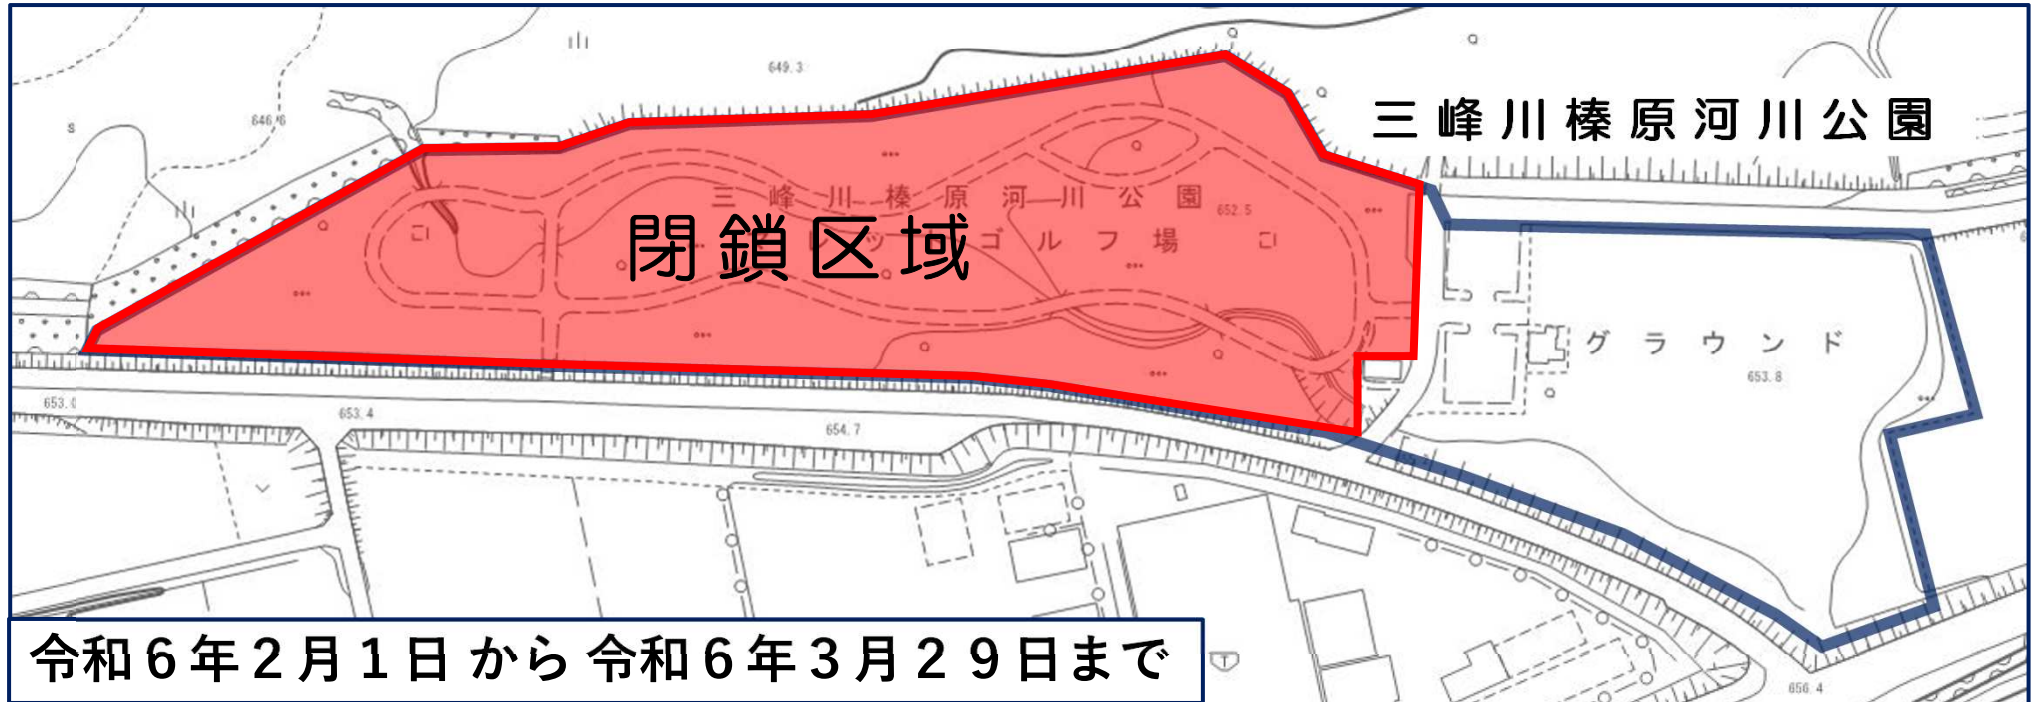 649.3
646.6
S
三峰川榛原河川公園
三峰川榛原河川公園
652.5
閉鎖区域
ゴルフ場
グラウンド
653.8
653.4
654.7
令和６年２月１日 から 令和６年３月２９日まで
T
656.4